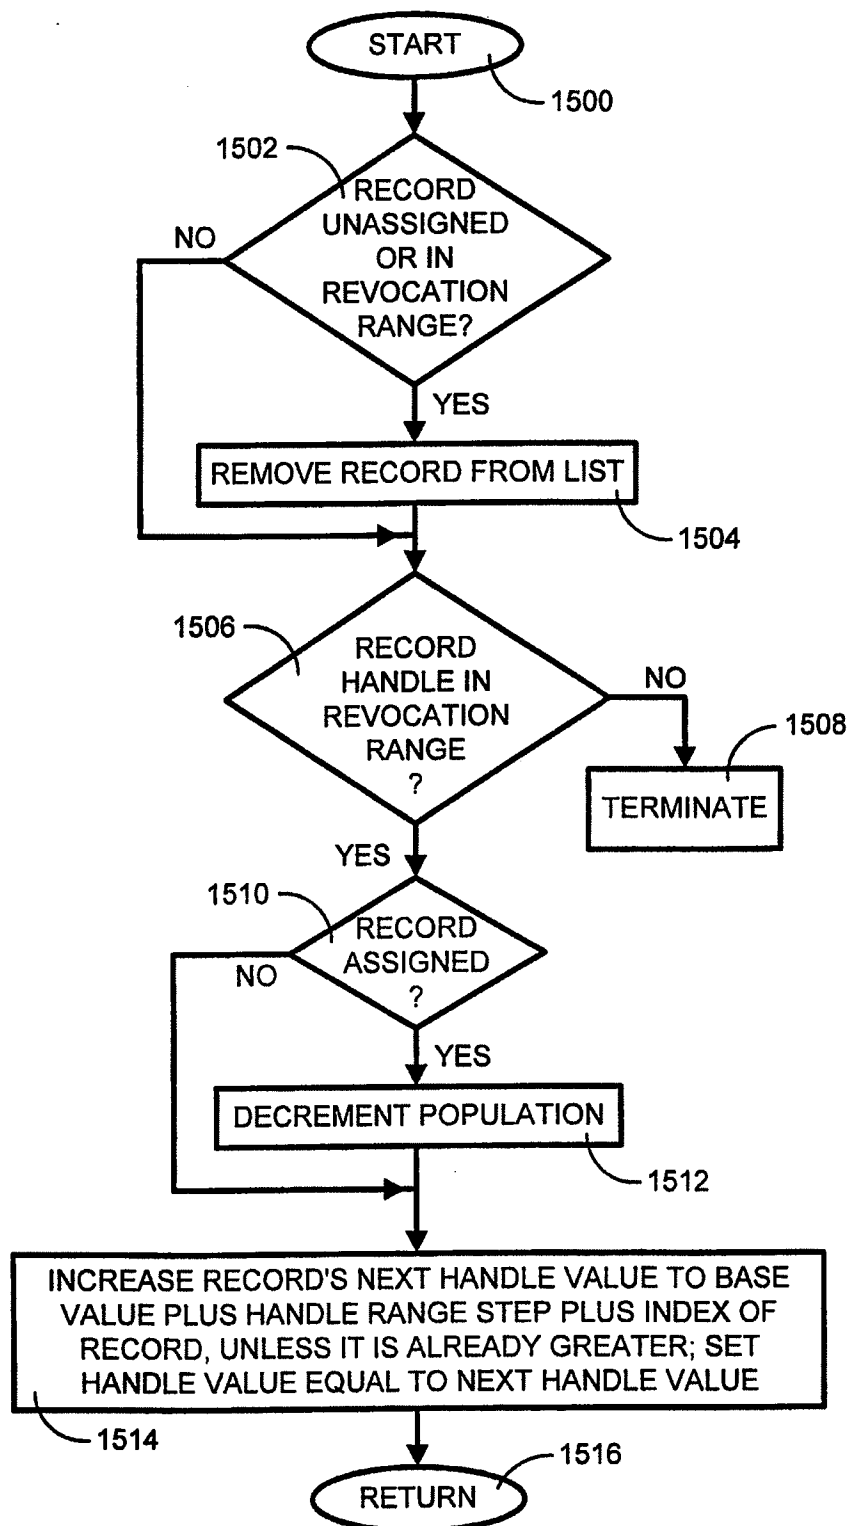 START
1500
1502
RECORD
UNASSIGNED
OR IN
REVOCATION
RANGE?
NO
YES
REMOVE RECORD FROM LIST
1504
1506
RECORD
HANDLE IN
REVOCATION
RANGE
?
NO
1508
TERMINATE
YES
1510
RECORD
ASSIGNED
?
NO
YES
DECREMENT POPULATION
1512
INCREASE RECORD'S NEXT HANDLE VALUE TO BASE
VALUE PLUS HANDLE RANGE STEP PLUS INDEX OF
RECORD, UNLESS IT IS ALREADY GREATER; SET
HANDLE VALUE EQUAL TO NEXT HANDLE VALUE
1514
1516
RETURN